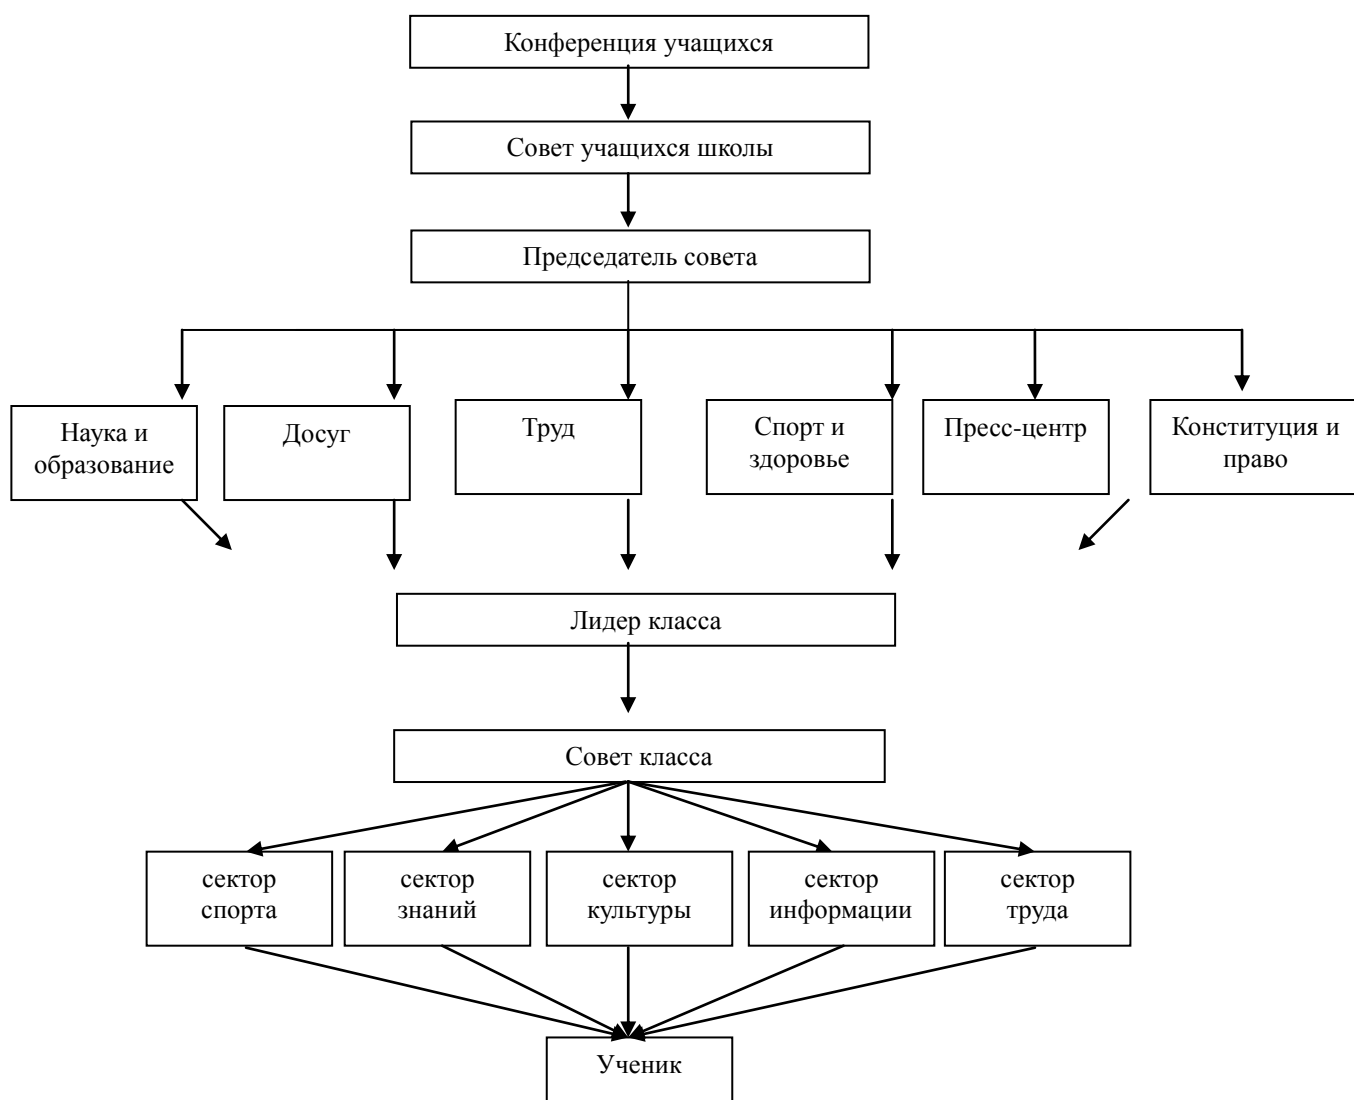 Конференция учащихся
Совет учащихся школы
Председатель совета
Наука и
образование
Досуг
Труд
Спорт и
здоровье
Пресс-центр
Конституция и
право
Лидер класса
Совет класса
сектор
спорта
сектор
знаний
сектор
культуры
сектор
информации
сектор
труда
Ученик